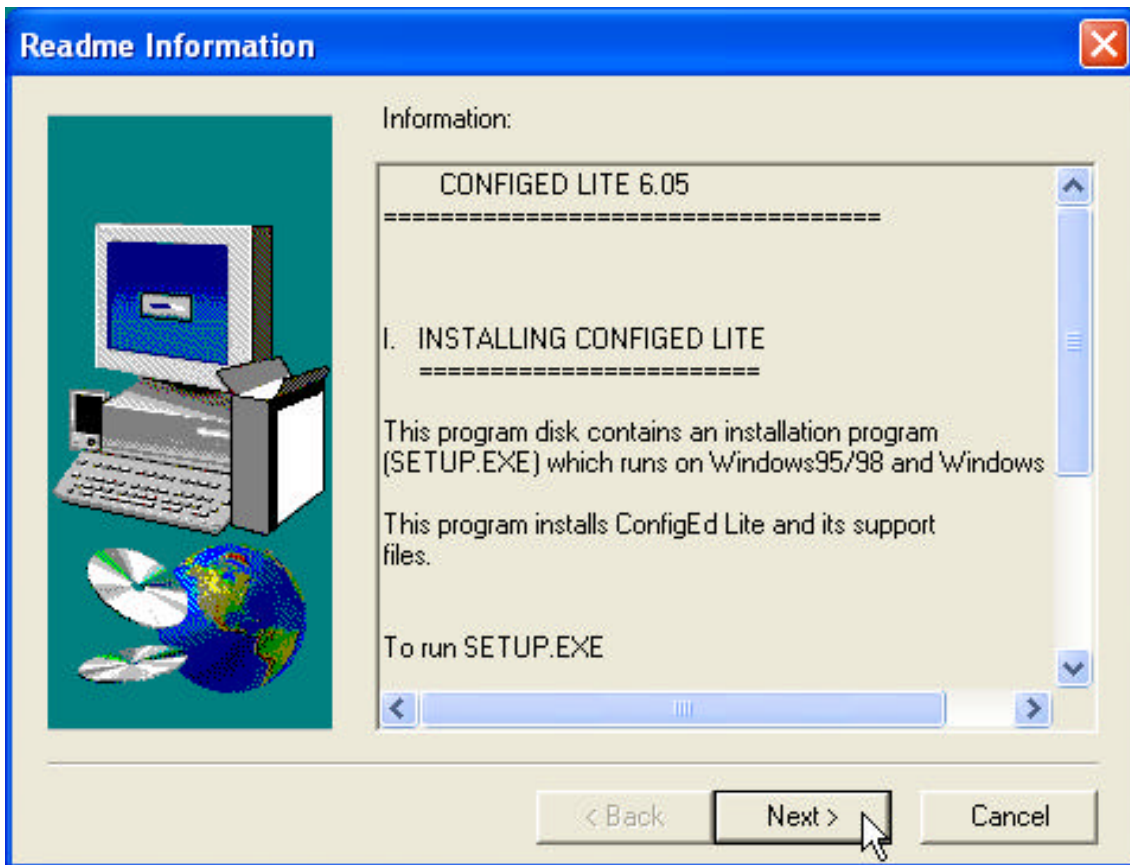 Readme Information
Information:
CONFIGED LITE 6.05
===================================
I. INSTALLING CONFIGED LITE
========================
This program disk contains an installation program
(SETUP.EXE) which runs on Windows95/98 and Windows
This program installs ConfigEd Lite and its support
files.
To run SETUP.EXE
< Back
Next >
Cancel